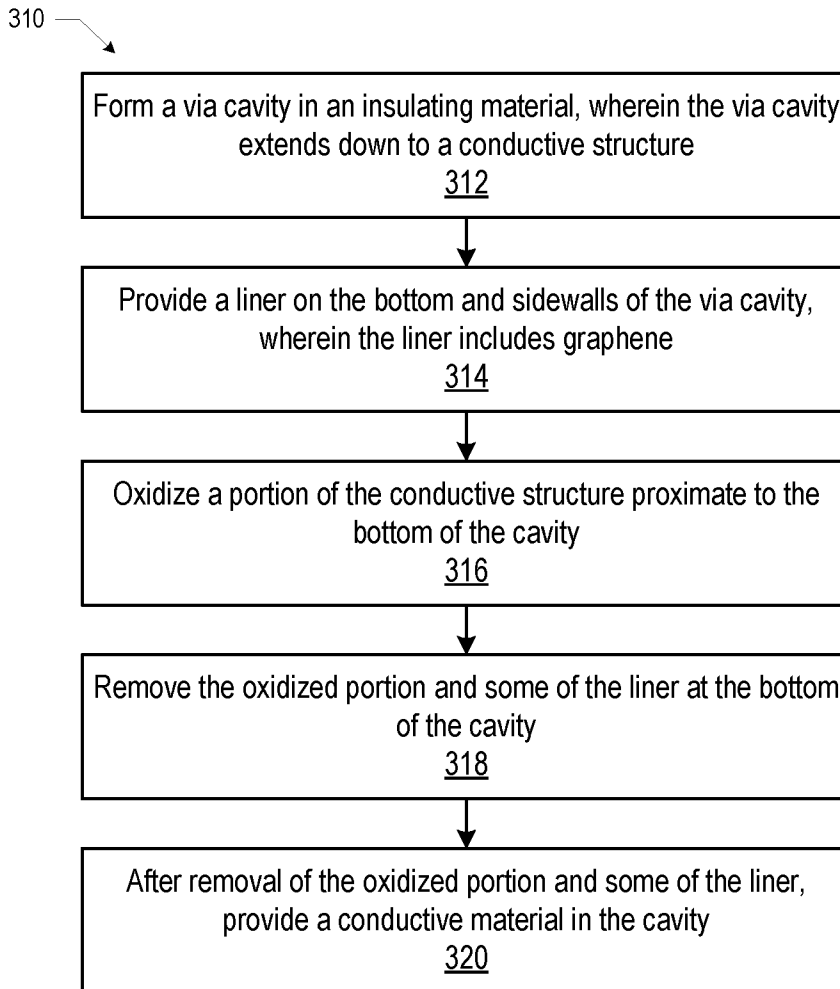 310
Form a via cavity in an insulating material, wherein the via cavity
extends down to a conductive structure
312
Provide a liner on the bottom and sidewalls of the via cavity,
wherein the liner includes graphene
314
Oxidize a portion of the conductive structure proximate to the
bottom of the cavity
316
Remove the oxidized portion and some of the liner at the bottom
of the cavity
318
After removal of the oxidized portion and some of the liner,
provide a conductive material in the cavity
320